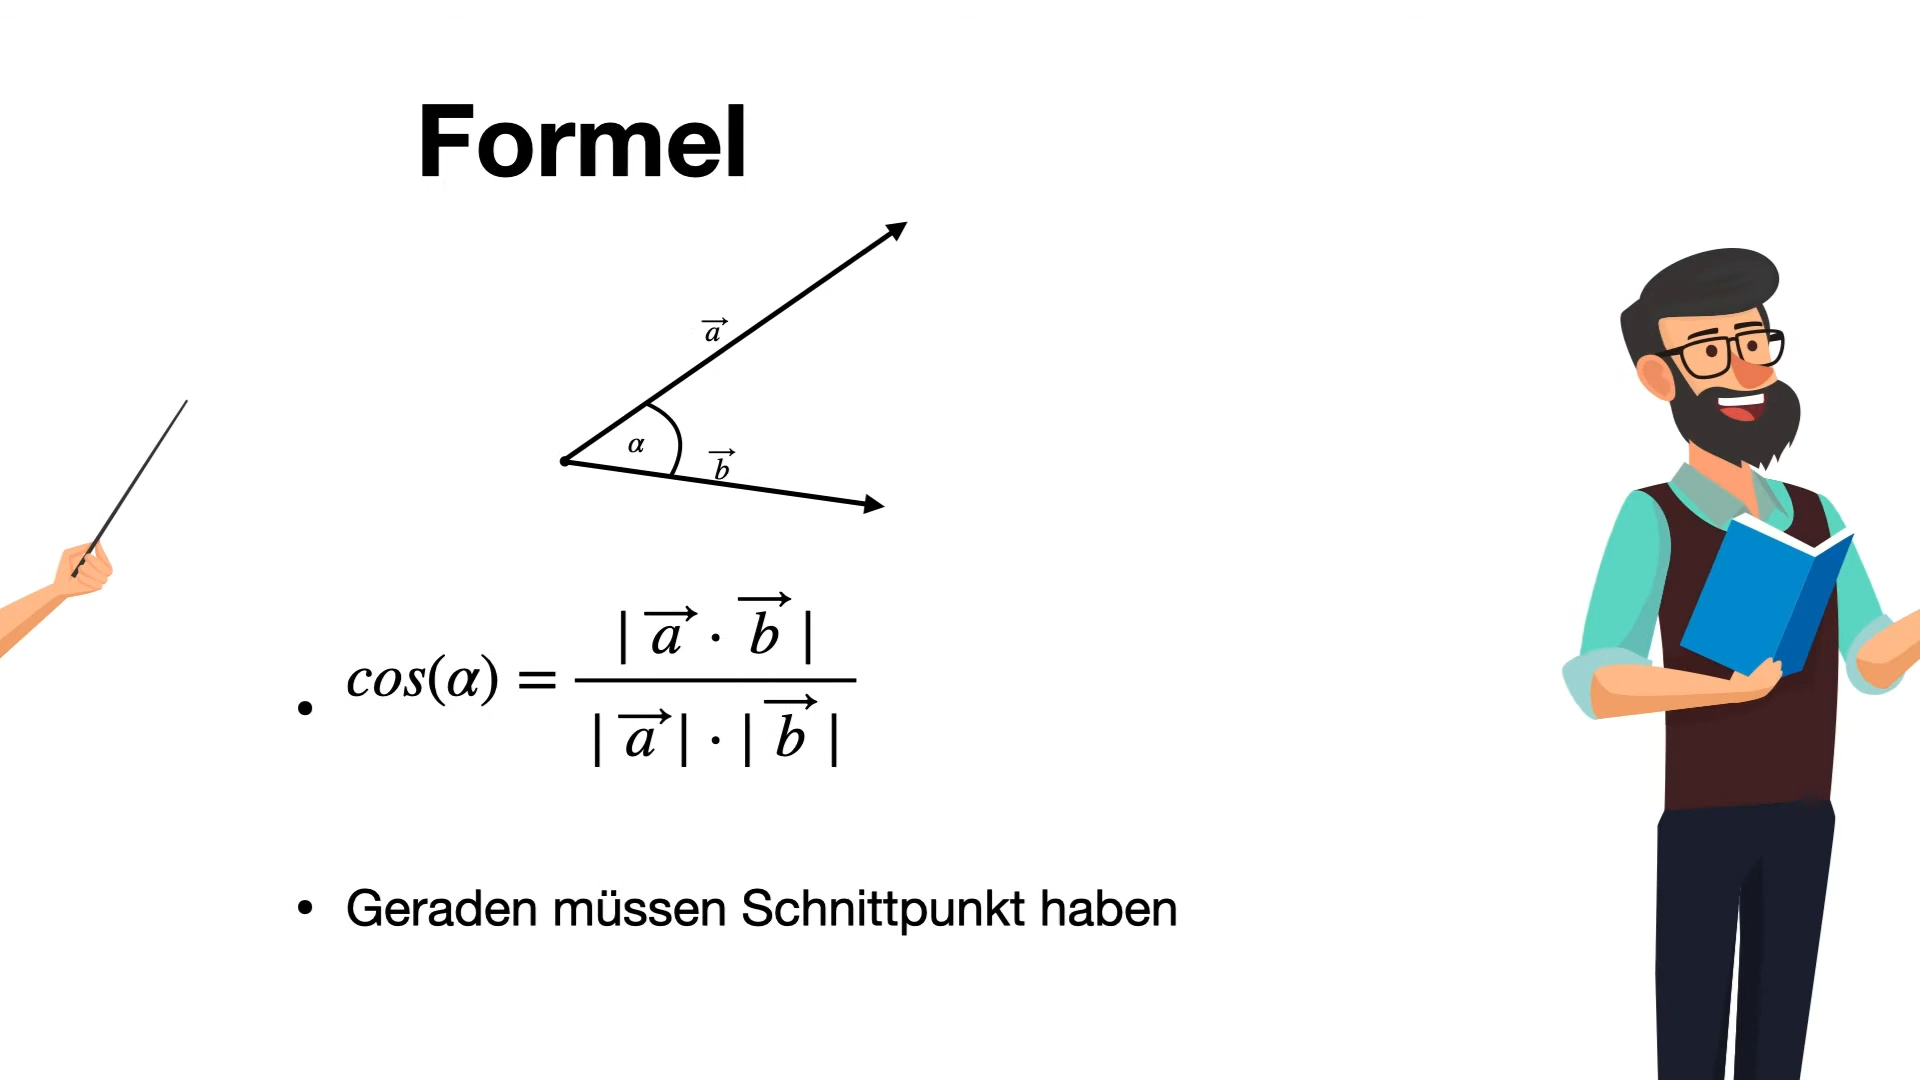 Formel
a⃗
α
b⃗
• cos(α) = |a⃗ · b⃗| / |a⃗| · |b⃗|
• Geraden müssen Schnittpunkt haben